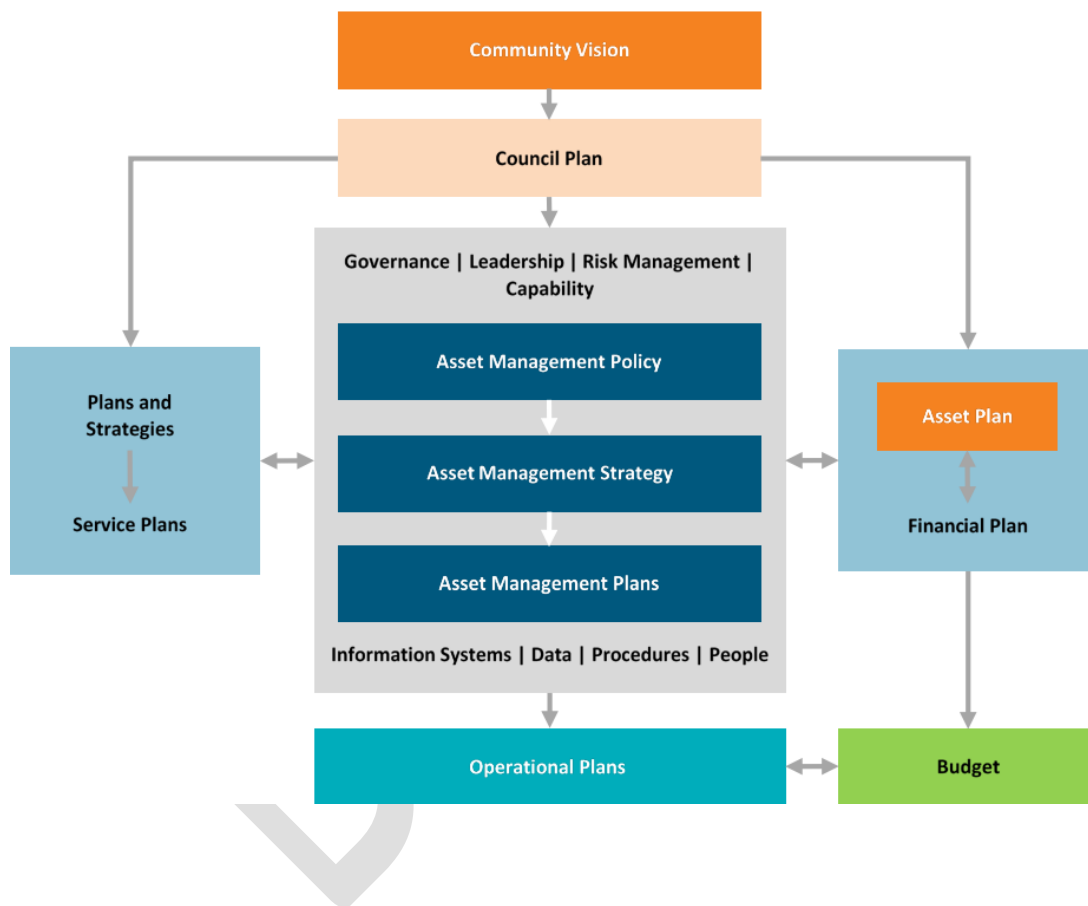 Community Vision
Council Plan
Governance | Leadership | Risk Management |
Capability
Asset Management Policy
Plans and
Strategies
Asset Plan
Asset Management Strategy
Service Plans
Financial Plan
Asset Management Plans
Information Systems | Data | Procedures | People
Operational Plans
Budget